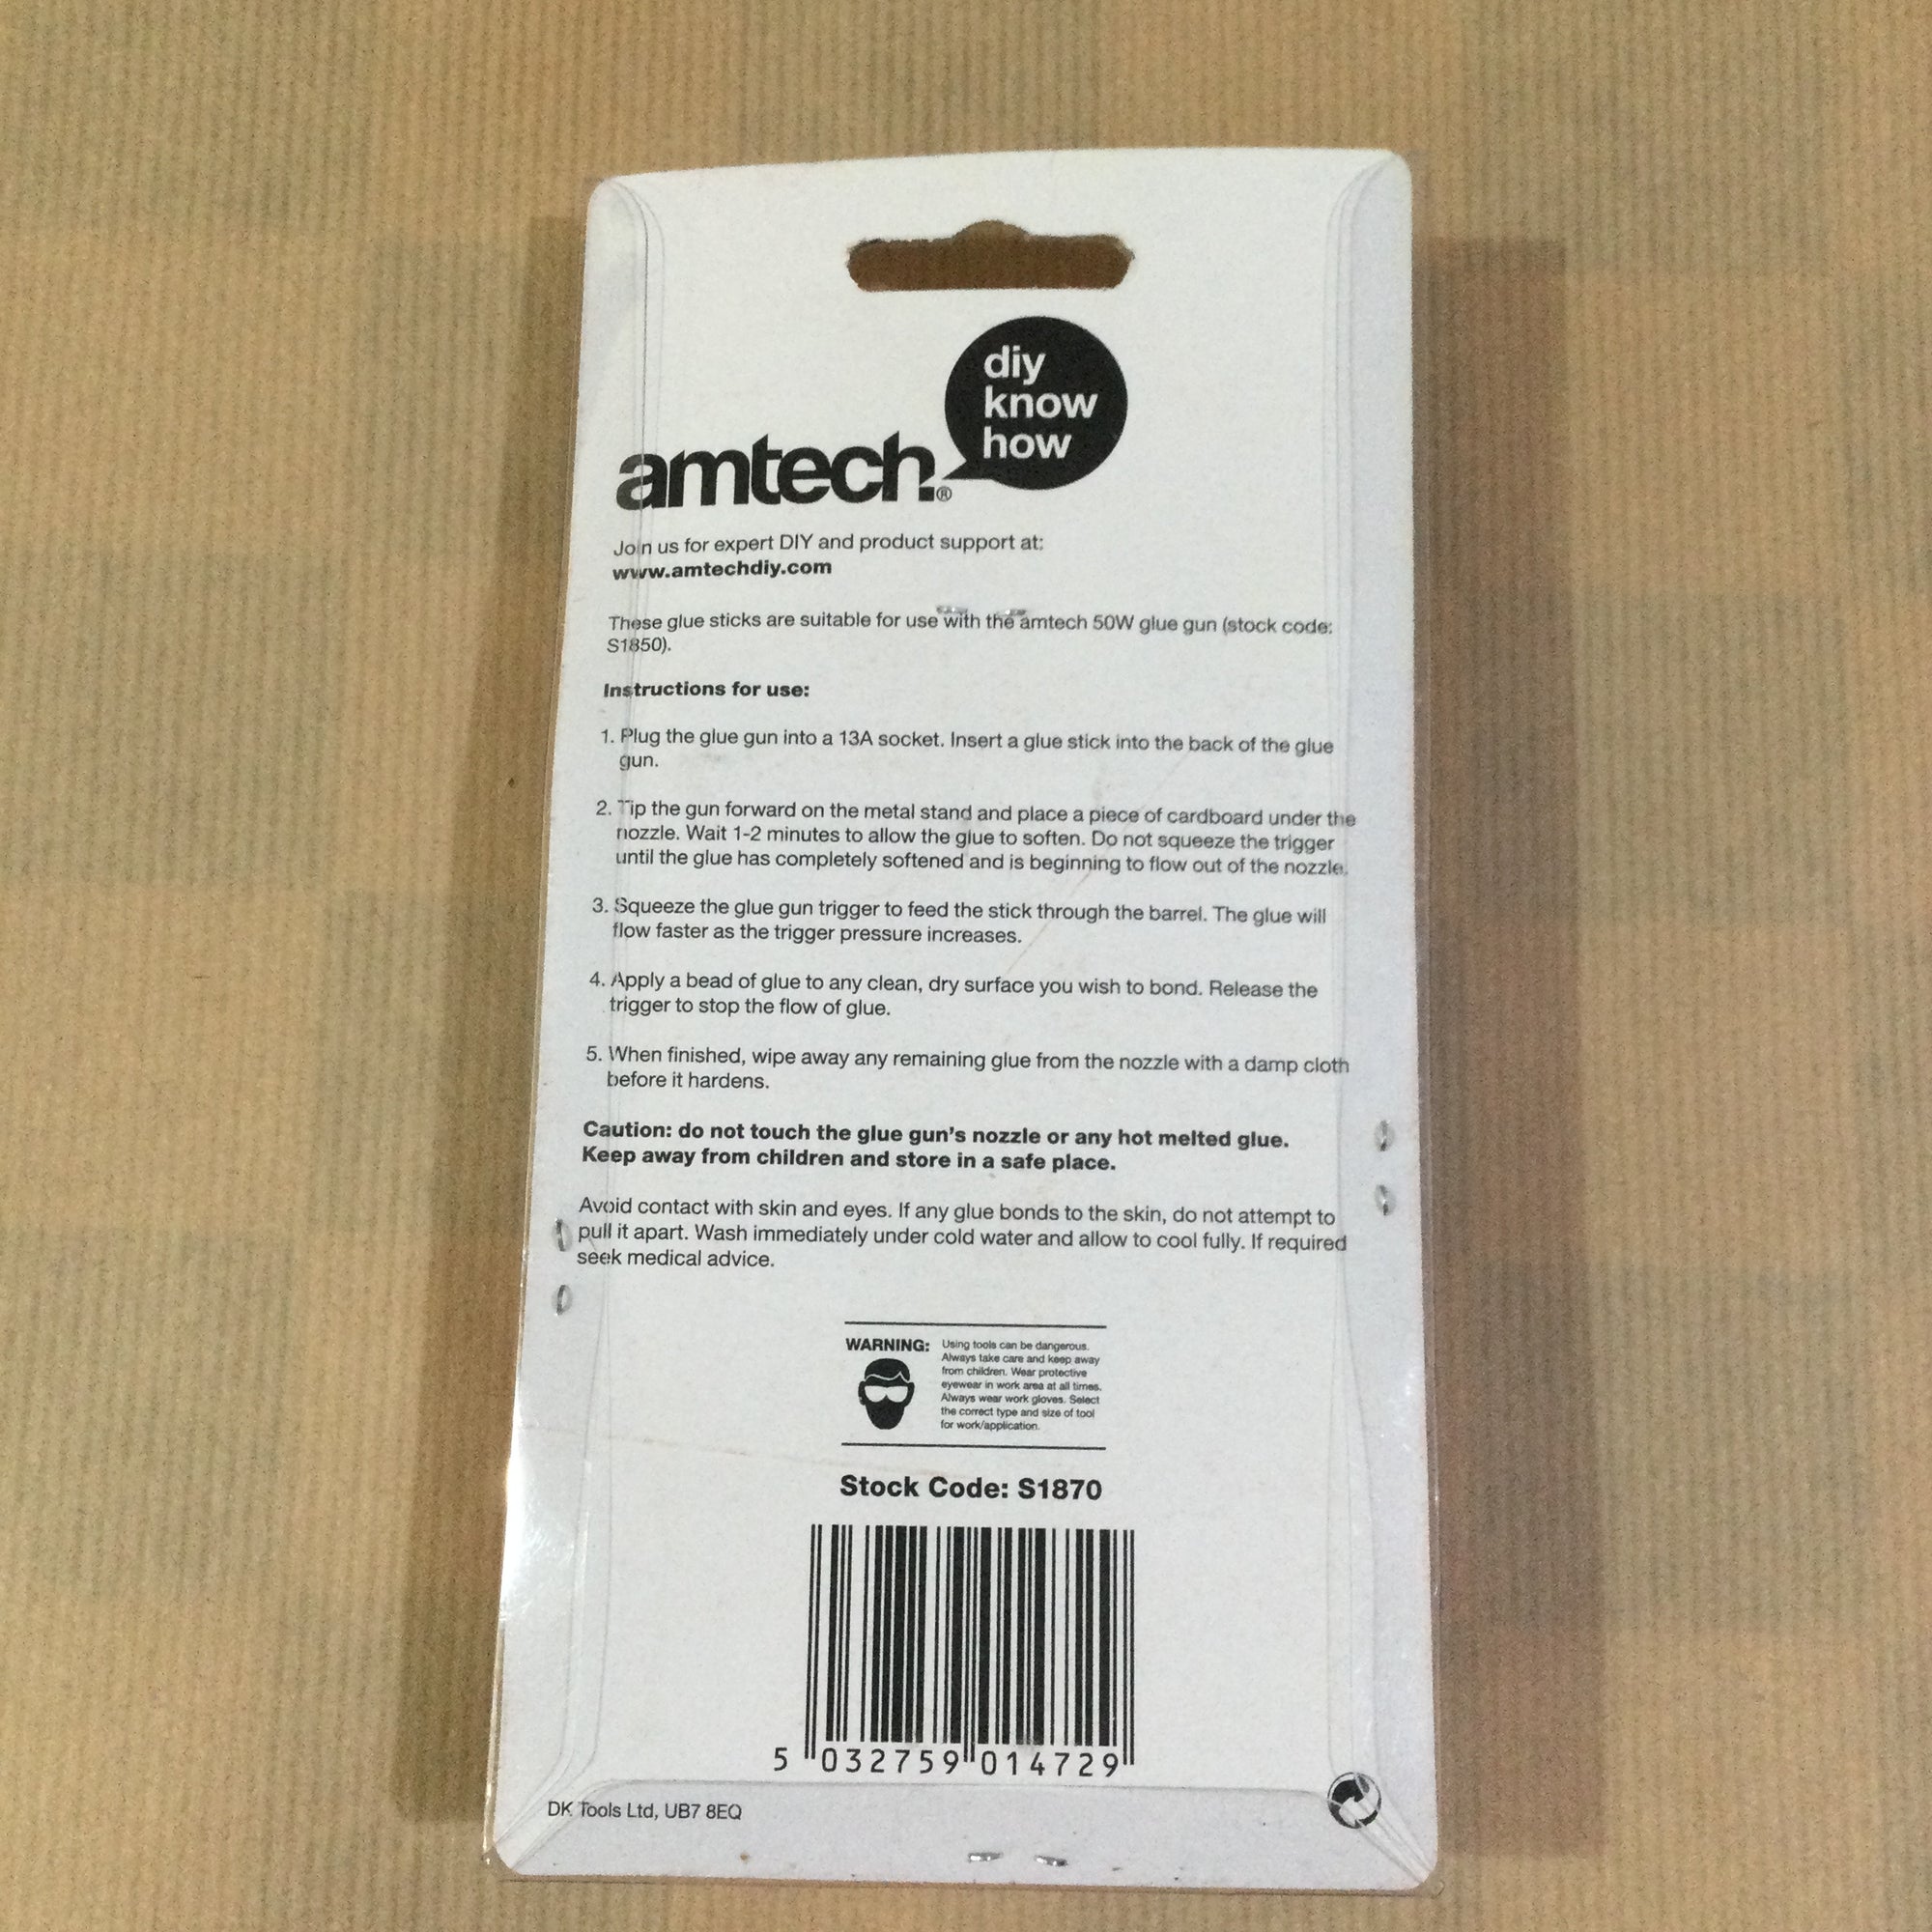 diy
know
how
amtech®
Join us for expert DIY and product support at:
www.amtechdiy.com
These glue sticks are suitable for use with the amtech 50W glue gun (stock code:
S1850).
Instructions for use:
1. Plug the glue gun into a 13A socket. Insert a glue stick into the back of the glue
gun.
2. Tip the gun forward on the metal stand and place a piece of cardboard under the
nozzle. Wait 1-2 minutes to allow the glue to soften. Do not squeeze the trigger
until the glue has completely softened and is beginning to flow out of the nozzle.
3. Squeeze the glue gun trigger to feed the stick through the barrel. The glue will
flow faster as the trigger pressure increases.
4. Apply a bead of glue to any clean, dry surface you wish to bond. Release the
trigger to stop the flow of glue.
5. When finished, wipe away any remaining glue from the nozzle with a damp cloth
before it hardens.
Caution: do not touch the glue gun's nozzle or any hot melted glue.
Keep away from children and store in a safe place.
Avoid contact with skin and eyes. If any glue bonds to the skin, do not attempt to
pull it apart. Wash immediately under cold water and allow to cool fully. If required
seek medical advice.
WARNING:
Using tools can be dangerous.
Always take care and keep away
from children. Wear protective
eyewear in work area at all times.
Always wear work gloves. Select
the correct type and size of tool
for work/application.
Stock Code: S1870
5 032759 014729
DK Tools Ltd, UB7 8EQ